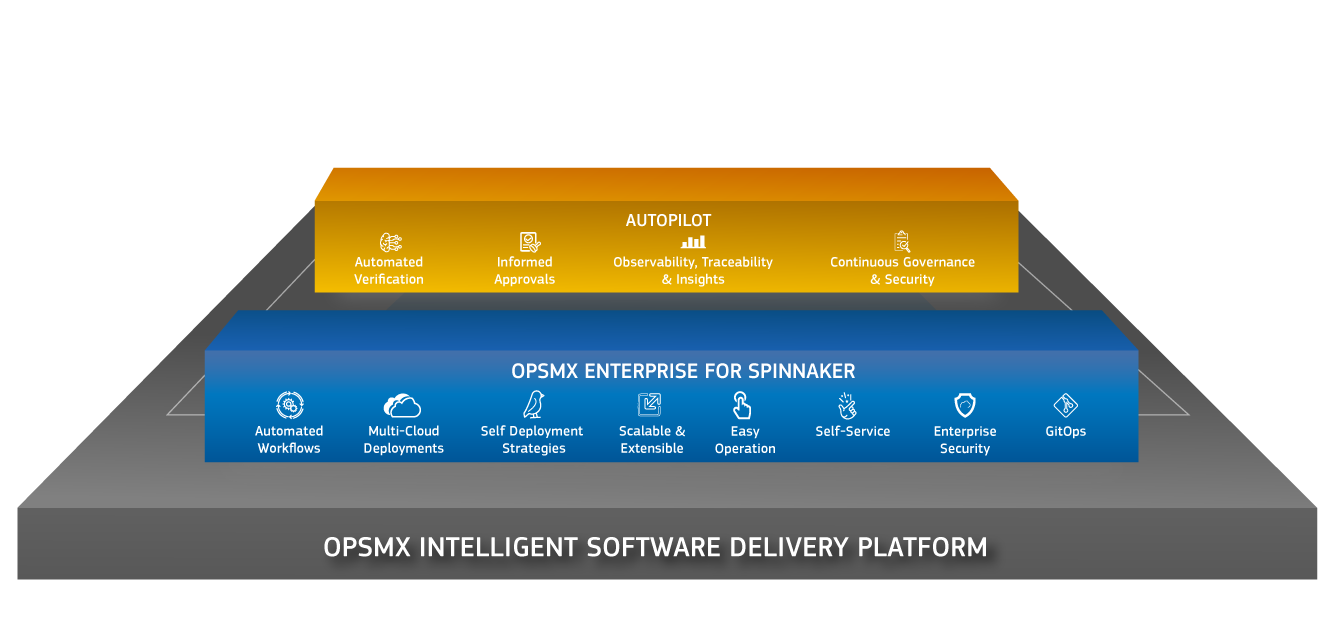 AUTOPILOT
Automated
Verification
Informed
Approvals
Observability, Traceability
& Insights
Continuous Governance
& Security
OPSMX ENTERPRISE FOR SPINNAKER
Automated
Workflows
Multi-Cloud
Deployments
Self Deployment
Strategies
Scalable &
Extensible
Easy
Operation
Self-Service
Enterprise
Security
GitOps
OPSMX INTELLIGENT SOFTWARE DELIVERY PLATFORM